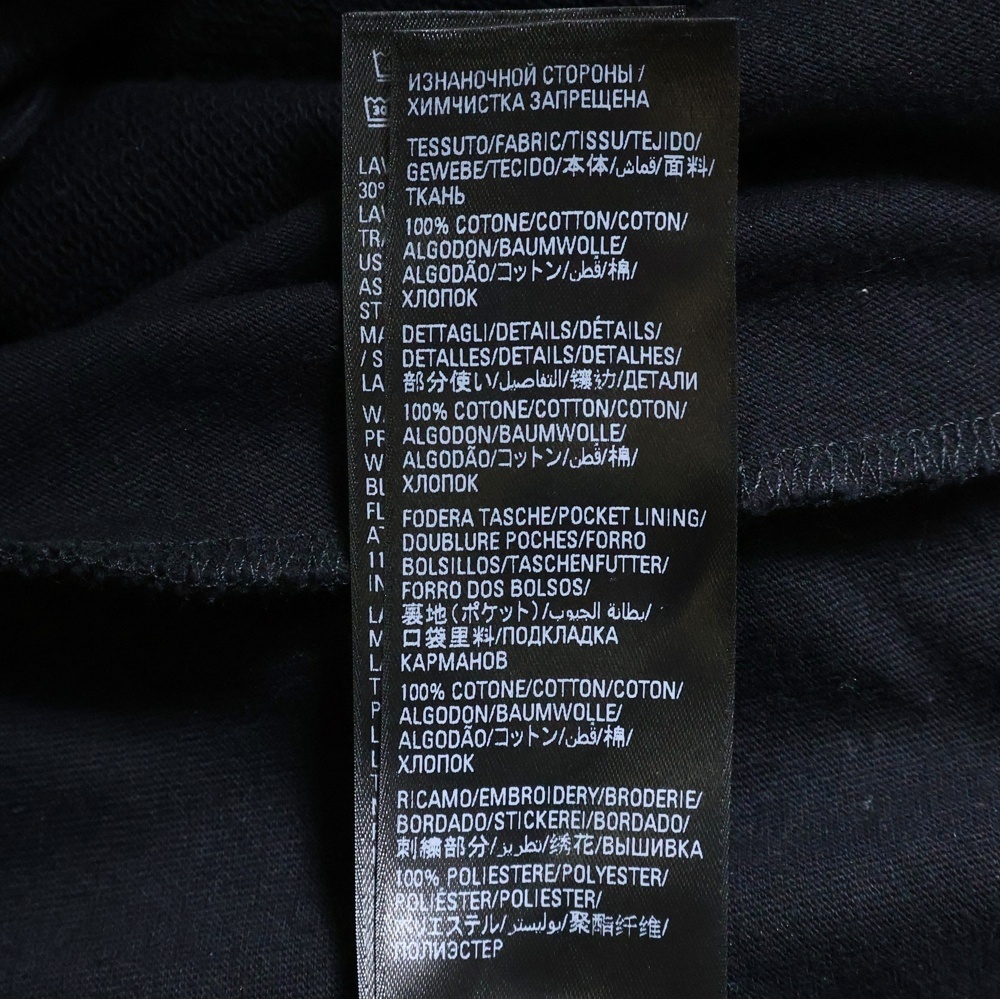 ИЗНАНОЧНОЙ СТОРОНЫ /
ХИМЧИСТКА ЗАПРЕЩЕНА
TESSUTO/FABRIC/TISSU/TEJIDO/
GEWEBE/TECIDO/本体/قماش/面料/
ТКАНЬ
100% COTONE/COTTON/COTON/
ALGODON/BAUMWOLLE/
ALGODÃO/コットン/قطن/棉/
ХЛОПОК
DETTAGLI/DETAILS/DÉTAILS/
DETALLES/DETAILS/DETALHES/
部分使い/التفاصيل/镶边/ДЕТАЛИ
100% COTONE/COTTON/COTON/
ALGODON/BAUMWOLLE/
ALGODÃO/コットン/قطن/棉/
ХЛОПОК
FODERA TASCHE/POCKET LINING/
DOUBLURE POCHES/FORRO
BOLSILLOS/TASCHENFUTTER/
FORRO DOS BOLSOS/
裏地(ポケット)/بطانة الجيوب/
口袋里料/ПОДКЛАДКА
КАРМАНОВ
100% COTONE/COTTON/COTON/
ALGODON/BAUMWOLLE/
ALGODÃO/コットン/قطن/棉/
ХЛОПОК
RICAMO/EMBROIDERY/BRODERIE/
BORDADO/STICKEREI/BORDADO/
刺繍部分/تطريز/绣花/ВЫШИВКА
100% POLIESTERE/POLYESTER/
POLIÉSTER/POLIESTER/
ポリエステル/بوليستر/聚酯纤维/
ПОЛИЭСТЕР
30°